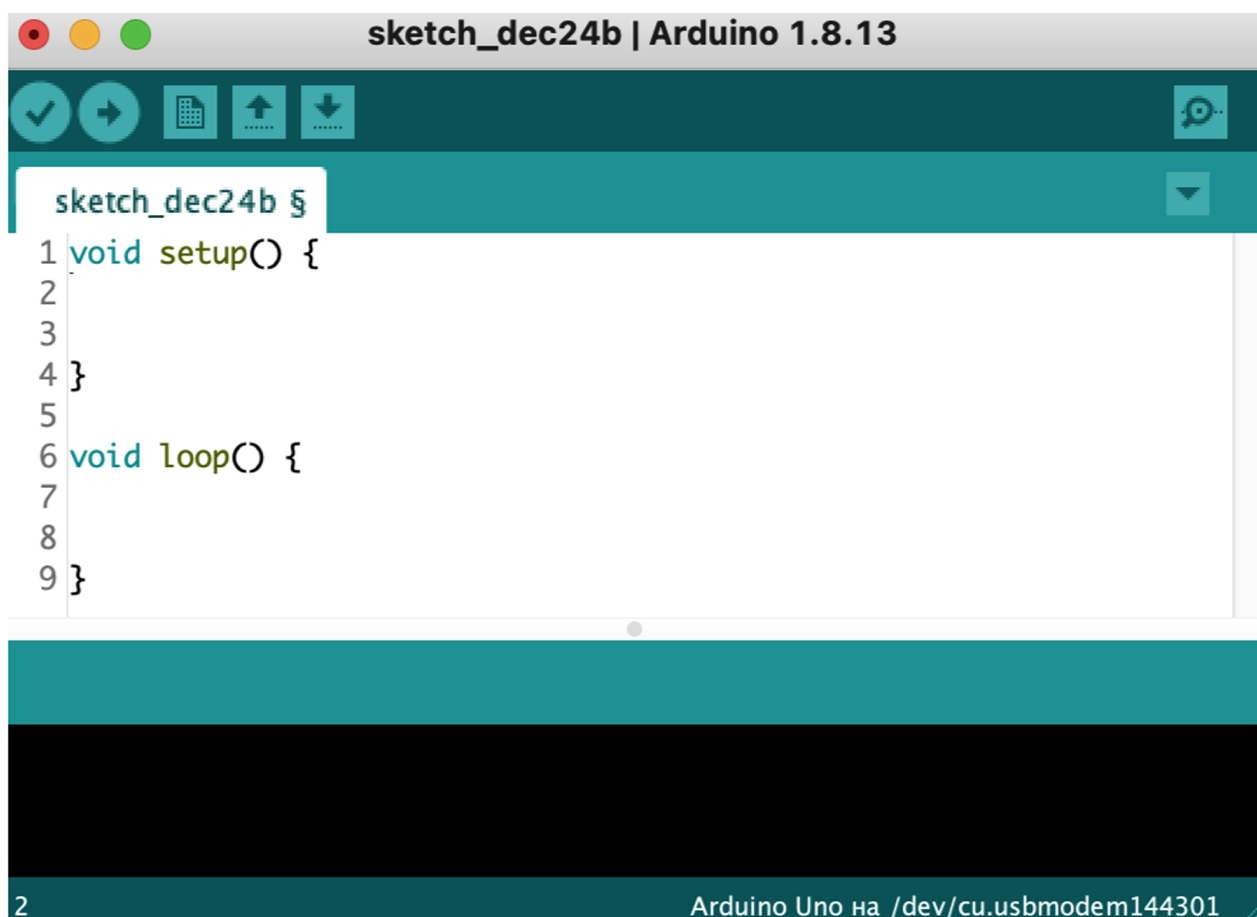 sketch_dec24b | Arduino 1.8.13
sketch_dec24b §
1 void setup() {
2
3
4 }
5
6 void loop() {
7
8
9 }
2 Arduino Uno на /dev/cu.usbmodem144301